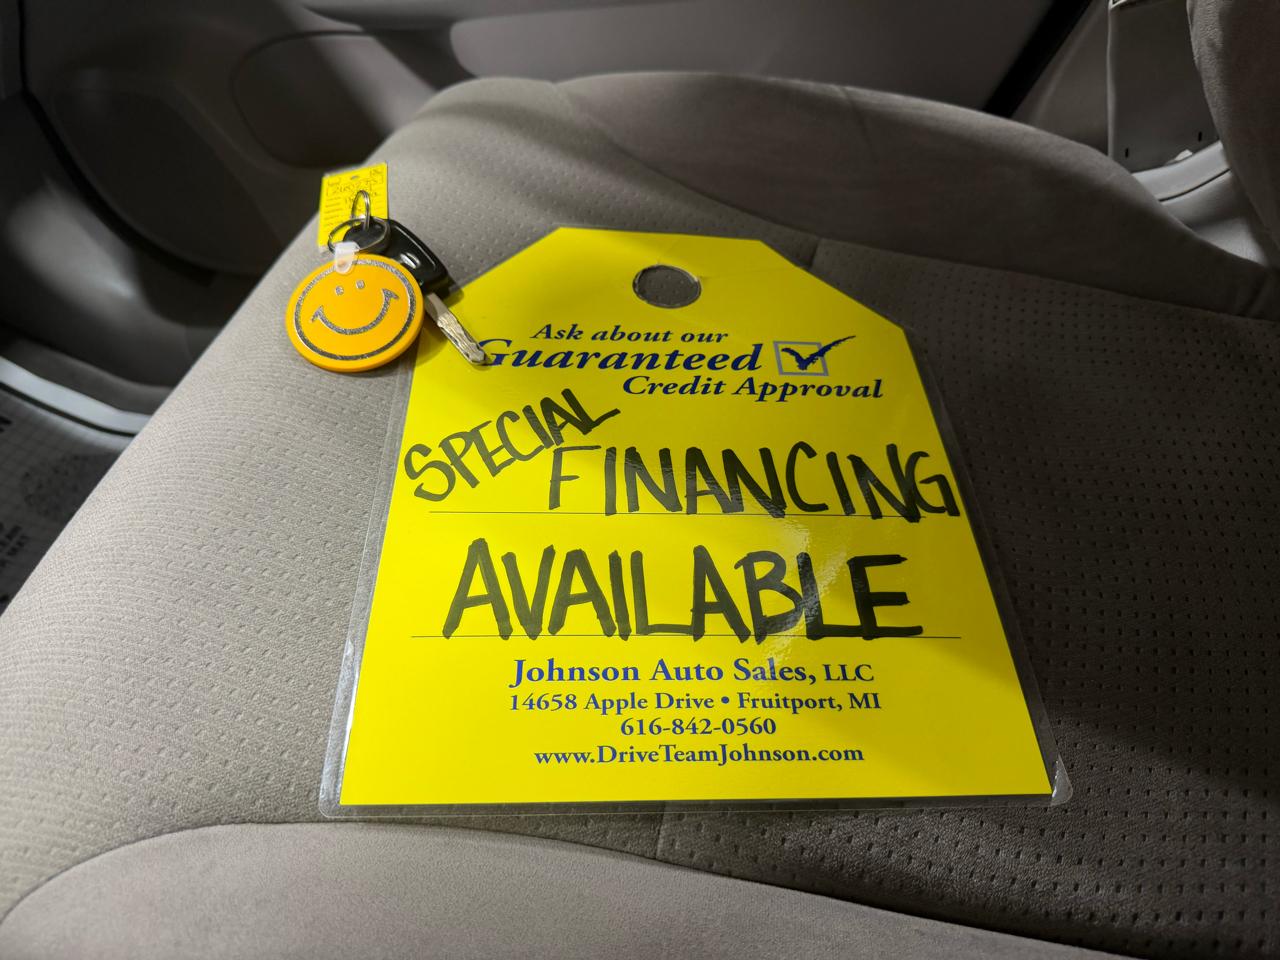 Ask about our
Guaranteed
Credit Approval
SPECIAL
FINANCING
AVAILABLE
Johnson Auto Sales, LLC
14658 Apple Drive • Fruitport, MI
616-842-0560
www.DriveTeamJohnson.com